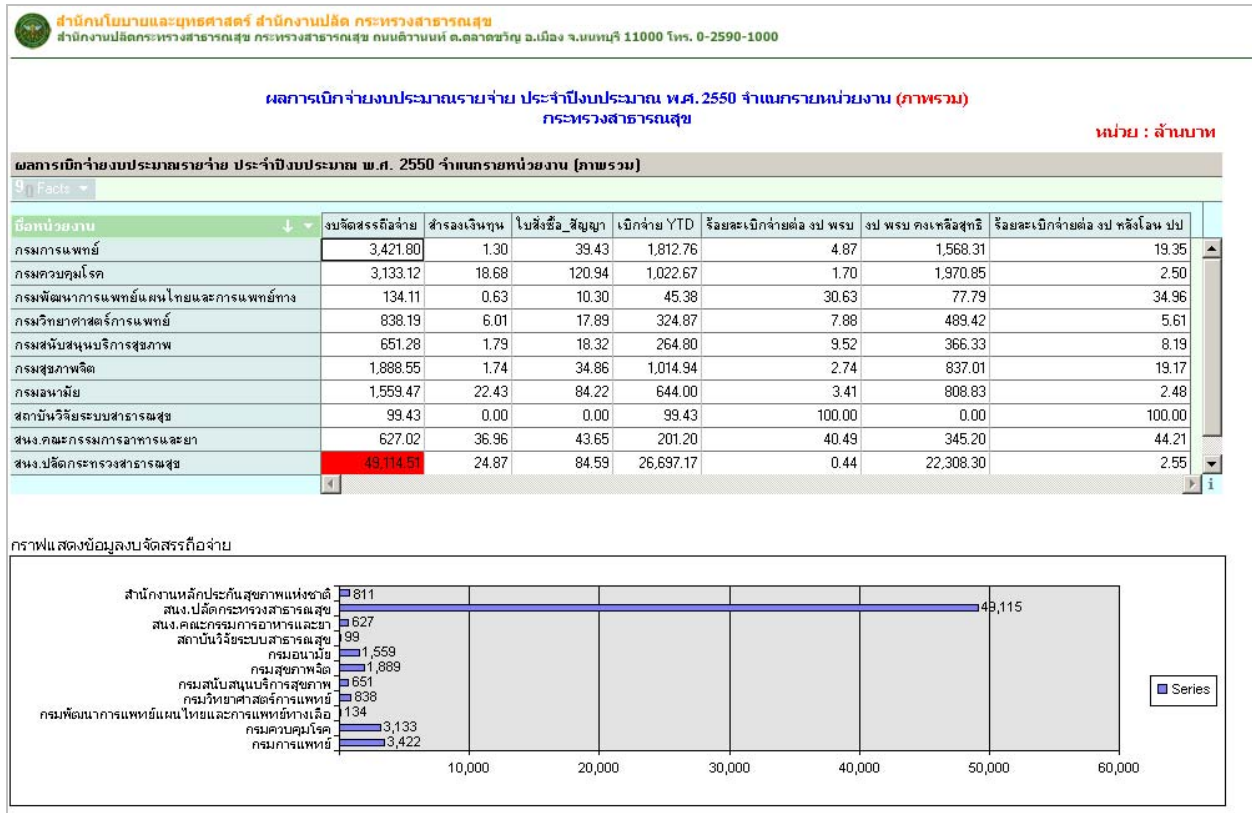 สำนักนโยบายและยุทธศาสตร์ สำนักงานปลัด กระทรวงสาธารณสุข
สำนักงานปลัดกระทรวงสาธารณสุข กระทรวงสาธารณสุข ถนนติวานนท์ ต.ตลาดขวัญ อ.เมือง จ.นนทบุรี 11000 โทร. 0-2590-1000
ผลการเบิกจ่ายงบประมาณรายจ่าย ประจำปีงบประมาณ พ.ศ. 2550 จำแนกรายหน่วยงาน (ภาพรวม)
กระทรวงสาธารณสุข
หน่วย : ล้านบาท
ผลการเบิกจ่ายงบประมาณรายจ่าย ประจำปีงบประมาณ พ.ศ. 2550 จำแนกรายหน่วยงาน (ภาพรวม)
Facts
ชื่อหน่วยงาน งบจัดสรรถือจ่าย สำรองเงินทุน ใบสั่งซื้อ_สัญญา เบิกจ่าย YTD ร้อยละเบิกจ่ายต่อ งป พรบ งป พรบ คงเหลือสุทธิ ร้อยละเบิกจ่ายต่อ งป หลังโอน ปป
กรมการแพทย์ 3,421.80 1.30 39.43 1,812.76 4.87 1,568.31 19.35
กรมควบคุมโรค 3,133.12 18.68 120.94 1,022.67 1.70 1,970.85 2.50
กรมพัฒนาการแพทย์แผนไทยและการแพทย์ทาง 134.11 0.63 10.30 45.38 30.63 77.79 34.96
กรมวิทยาศาสตร์การแพทย์ 838.19 6.01 17.89 324.87 7.88 489.42 5.61
กรมสนับสนุนบริการสุขภาพ 651.28 1.79 18.32 264.80 9.52 366.33 8.19
กรมสุขภาพจิต 1,888.55 1.74 34.86 1,014.94 2.74 837.01 19.17
กรมอนามัย 1,559.47 22.43 84.22 644.00 3.41 808.83 2.48
สถาบันวิจัยระบบสาธารณสุข 99.43 0.00 0.00 99.43 100.00 0.00 100.00
สนง.คณะกรรมการอาหารและยา 627.02 36.96 43.65 201.20 40.49 345.20 44.21
สนง.ปลัดกระทรวงสาธารณสุข 49,114.51 24.87 84.59 26,697.17 0.44 22,308.30 2.55
กราฟแสดงข้อมูลงบจัดสรรถือจ่าย
สำนักงานหลักประกันสุขภาพแห่งชาติ 811
สนง.ปลัดกระทรวงสาธารณสุข 49,115
สนง.คณะกรรมการอาหารและยา 627
สถาบันวิจัยระบบสาธารณสุข 99
กรมอนามัย 1,559
กรมสุขภาพจิต 1,889
กรมสนับสนุนบริการสุขภาพ 651
กรมวิทยาศาสตร์การแพทย์ 838
กรมพัฒนาการแพทย์แผนไทยและการแพทย์ทางเลือ 134
กรมควบคุมโรค 3,133
กรมการแพทย์ 3,422
Series
10,000 20,000 30,000 40,000 50,000 60,000